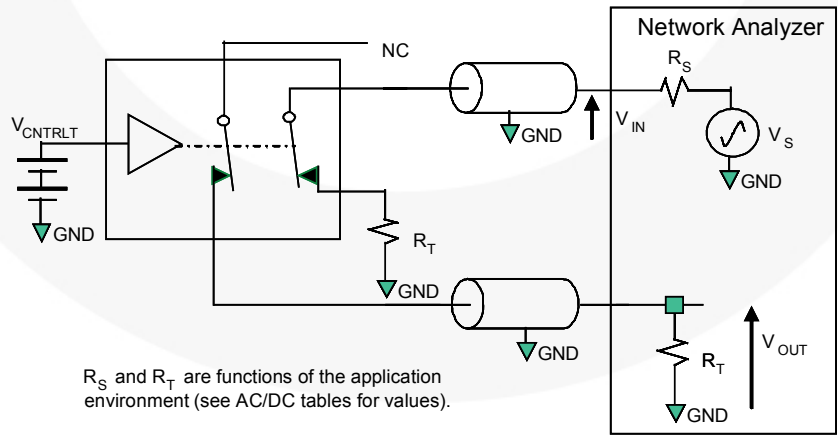 Network Analyzer
NC
R_S
V_CNTRLT
GND
V_IN
V_S
GND
GND
R_T
GND
GND
R_T
V_OUT
GND
R_S and R_T are functions of the application
environment (see AC/DC tables for values).